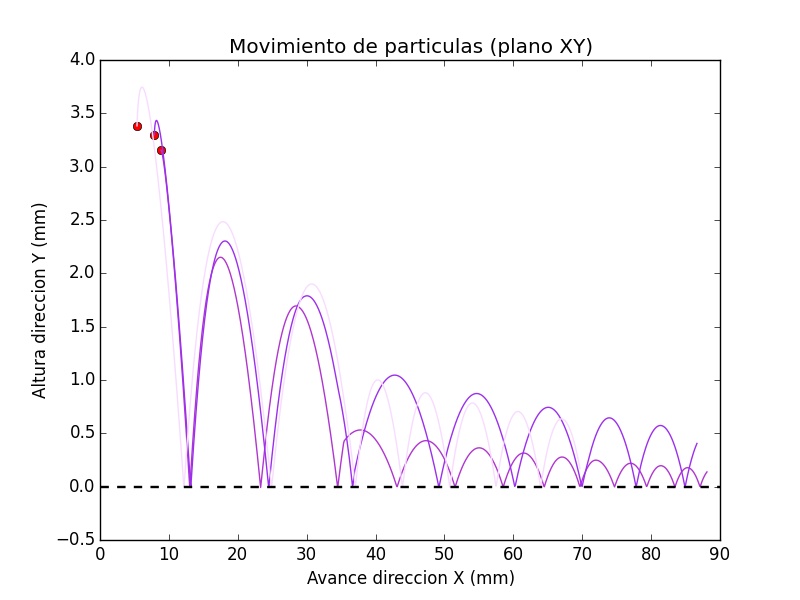 Movimiento de particulas (plano XY)
4.0
3.5
3.0
2.5
2.0
1.5
1.0
0.5
0.0
−0.5
Altura direccion Y (mm)
0 10 20 30 40 50 60 70 80 90
Avance direccion X (mm)